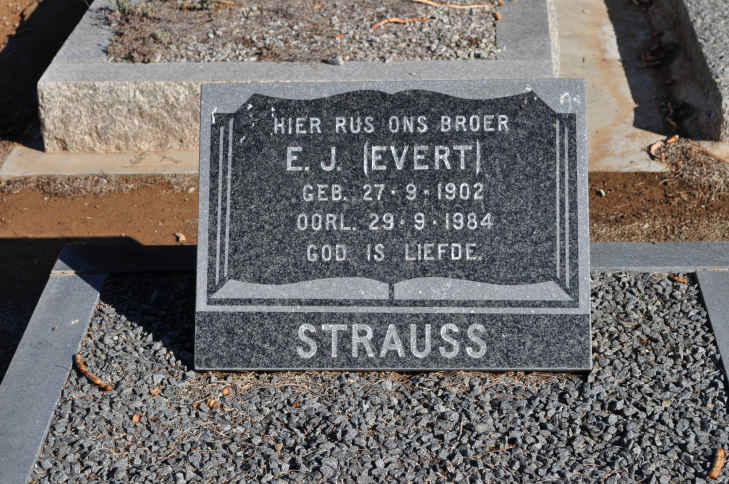 HIER RUS ONS BROER
E. J. (EVERT)
GEB. 27·9·1902
OORL. 29·9·1984
GOD IS LIEFDE.
STRAUSS